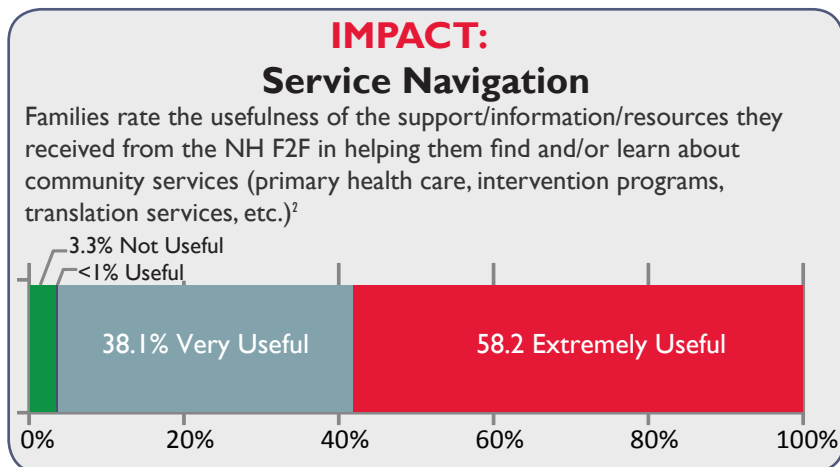 IMPACT:
Service Navigation
Families rate the usefulness of the support/information/resources they
received from the NH F2F in helping them find and/or learn about
community services (primary health care, intervention programs,
translation services, etc.)²
3.3% Not Useful
<1% Useful
38.1% Very Useful
58.2 Extremely Useful
0%
20%
40%
60%
80%
100%